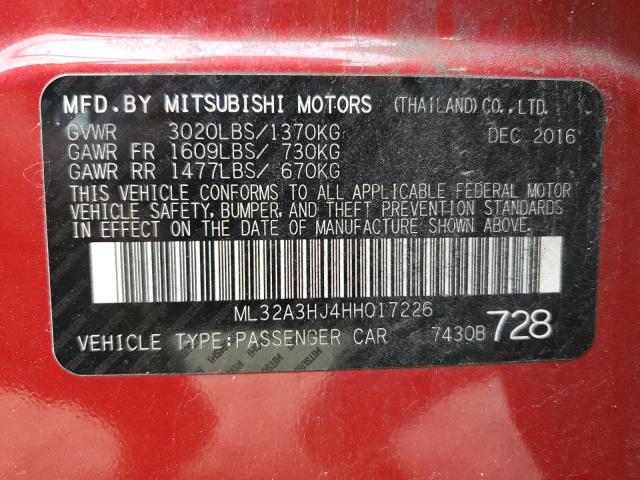 MFD.BY MITSUBISHI MOTORS (THAILAND)CO.,LTD.
GVWR 3020LBS/1370KG DEC 2016
GAWR FR 1609LBS/ 730KG
GAWR RR 1477LBS/ 670KG
THIS VEHICLE CONFORMS TO ALL APPLICABLE FEDERAL MOTOR
VEHICLE SAFETY, BUMPER, AND THEFT PREVENTION STANDARDS
IN EFFECT ON THE DATE OF MANUFACTURE SHOWN ABOVE.
ML32A3HJ4HH017226
VEHICLE TYPE:PASSENGER CAR 7430B 728